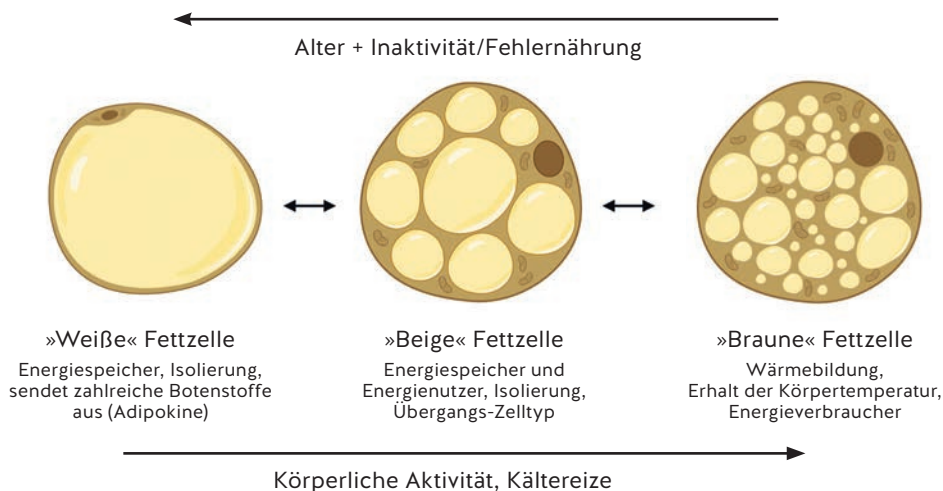 Alter + Inaktivität/Fehlernährung
»Weiße« Fettzelle
Energiespeicher, Isolierung,
sendet zahlreiche Botenstoffe
aus (Adipokine)
»Beige« Fettzelle
Energiespeicher und
Energienutzer, Isolierung,
Übergangs-Zelltyp
»Braune« Fettzelle
Wärmebildung,
Erhalt der Körpertemperatur,
Energieverbraucher
Körperliche Aktivität, Kältereize